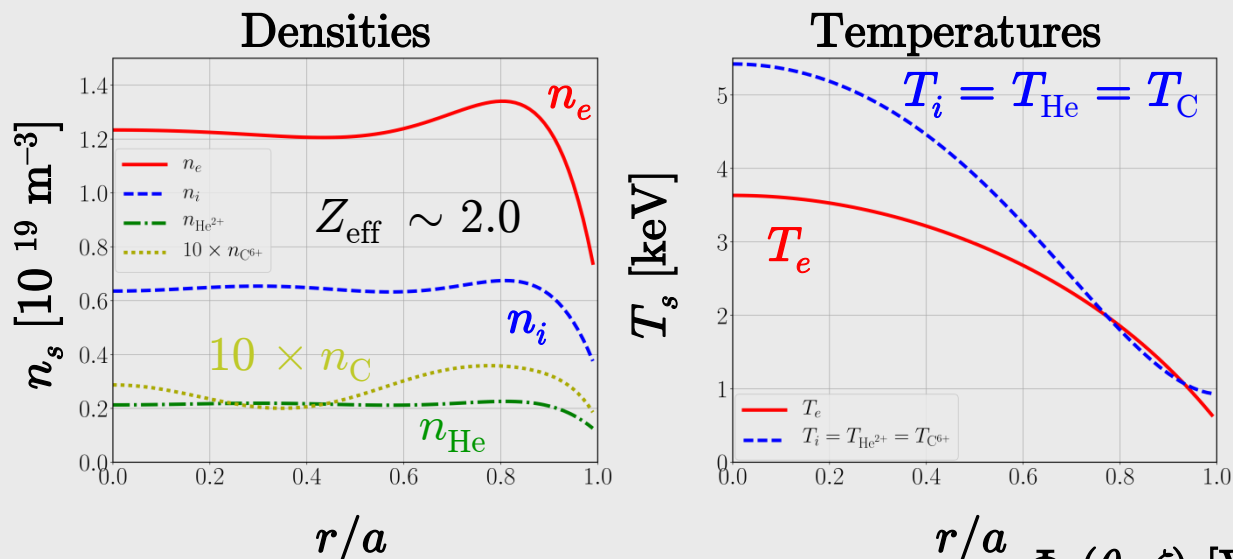 Densities
n_s [10^19 m^−3]
1.4
1.2
1.0
0.8
0.6
0.4
0.2
0.0
n_e
n_e
n_i
n_He²⁺
10 × n_C⁶⁺
Z_eff ∼ 2.0
n_i
10 × n_C
n_He
0.0 0.2 0.4 0.6 0.8 1.0
r/a
Temperatures
T_s [keV]
5
4
3
2
1
0
T_i = T_He = T_C
T_e
T_e
T_i = T_He²⁺ = T_C⁶⁺
0.0 0.2 0.4 0.6 0.8 1.0
r/a